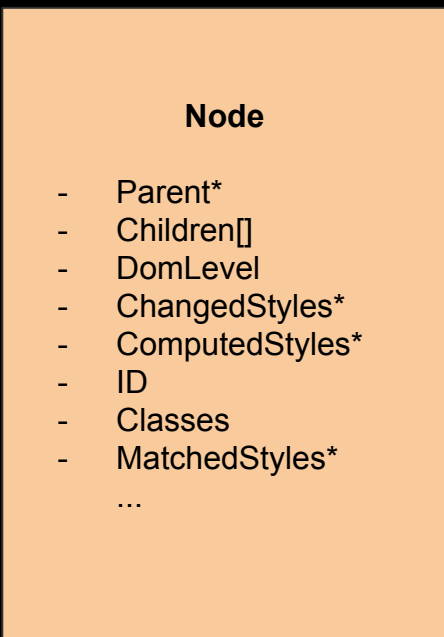 Node
- Parent*
- Children[]
- DomLevel
- ChangedStyles*
- ComputedStyles*
- ID
- Classes
- MatchedStyles*
...